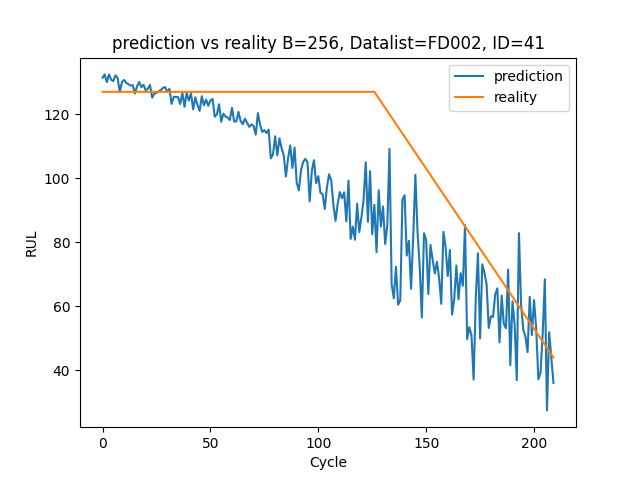 prediction vs reality B=256, Datalist=FD002, ID=41
prediction
reality
120
100
80
60
40
RUL
0
50
100
150
200
Cycle